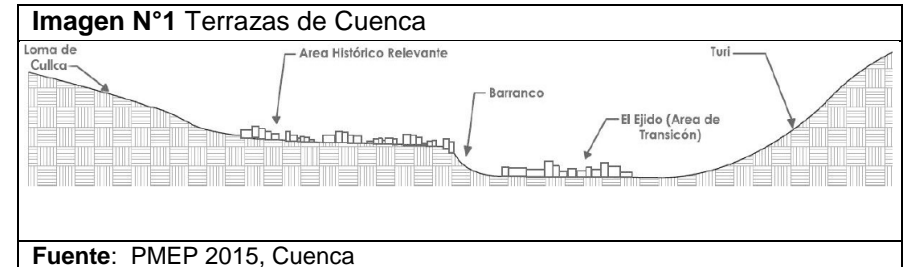 Imagen N°1 Terrazas de Cuenca
Loma de
Cullca
Area Histórico Relevante
Barranco
El Ejido (Area de
Transicón)
Turi
Fuente: PMEP 2015, Cuenca